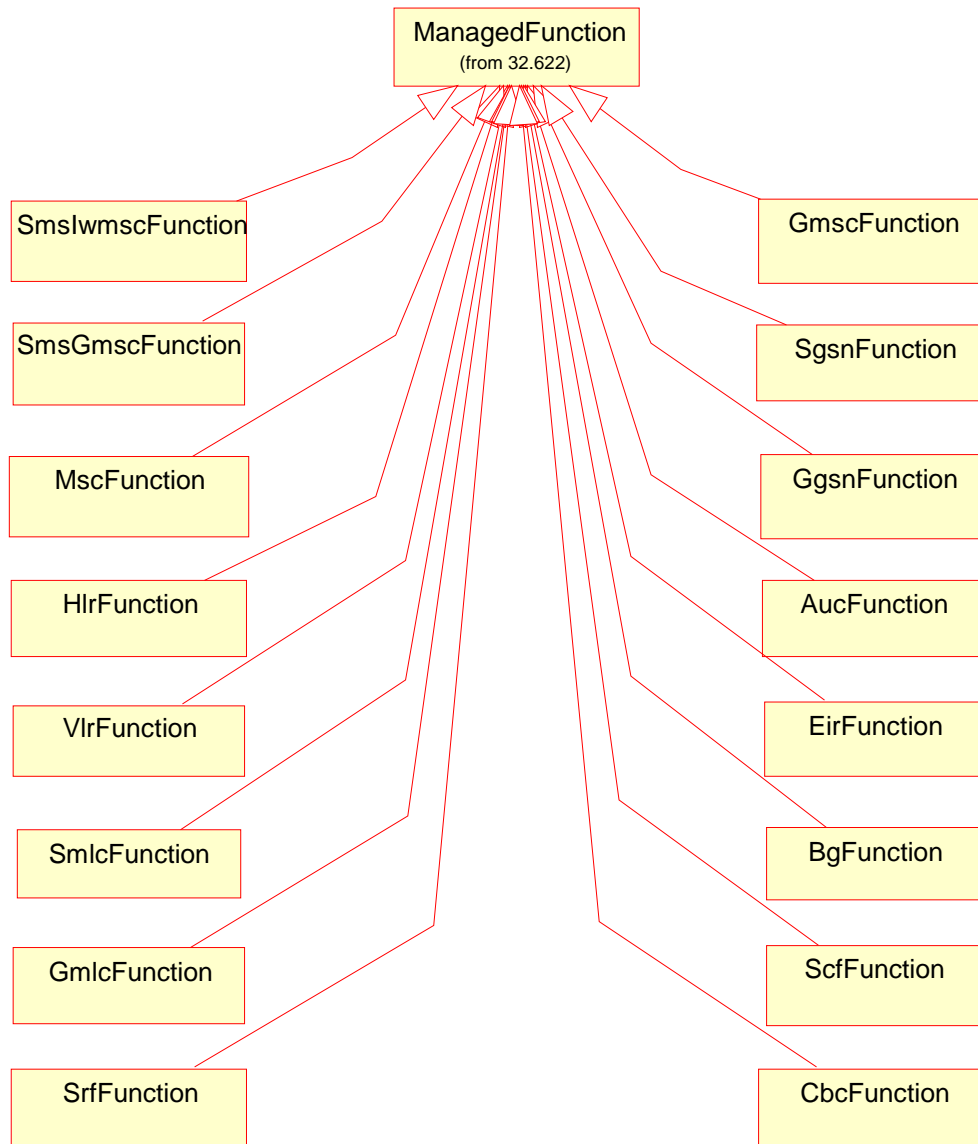 ManagedFunction
(from 32.622)
SmsIwmscFunction
GmscFunction
SmsGmscFunction
SgsnFunction
MscFunction
GgsnFunction
HlrFunction
AucFunction
VlrFunction
EirFunction
SmlcFunction
BgFunction
GmlcFunction
ScfFunction
SrfFunction
CbcFunction